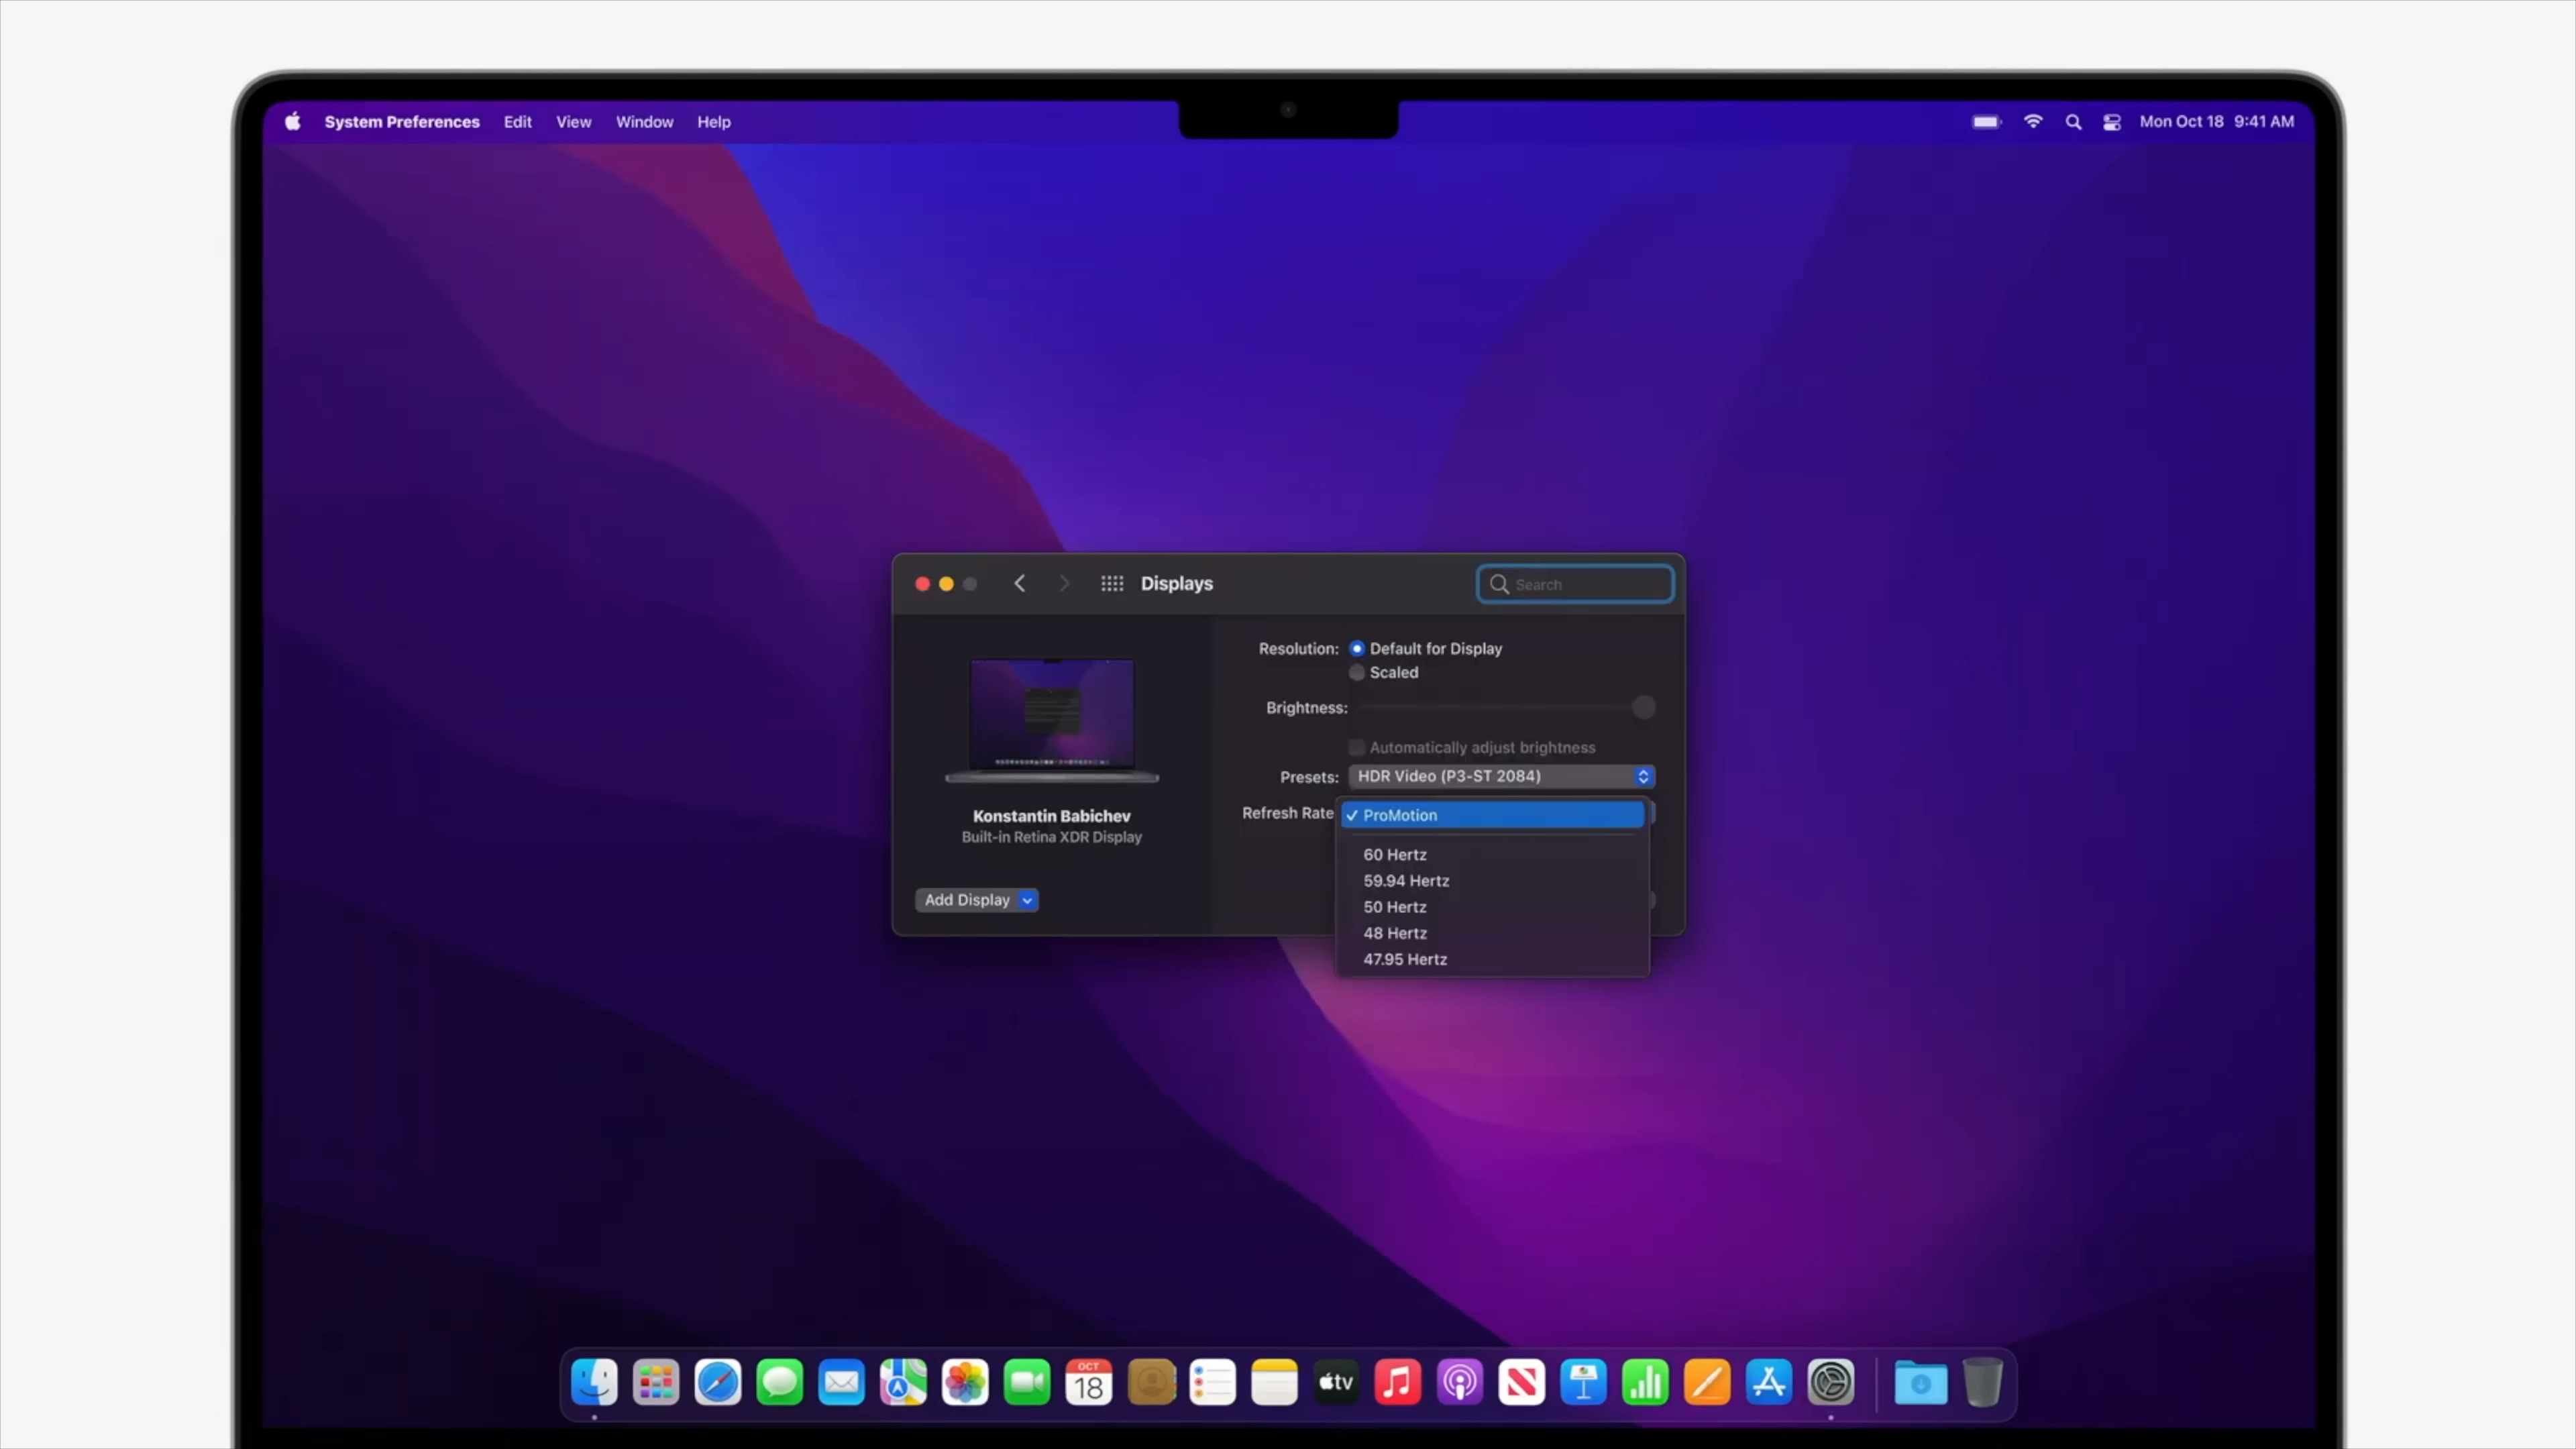 System Preferences Edit View Window Help
Mon Oct 18 9:41 AM
Displays
Search
Resolution: Default for Display
Scaled
Brightness:
Automatically adjust brightness
Presets: HDR Video (P3-ST 2084)
Refresh Rate ProMotion
60 Hertz
59.94 Hertz
50 Hertz
48 Hertz
47.95 Hertz
Konstantin Babichev
Built-in Retina XDR Display
Add Display
OCT
18
tv